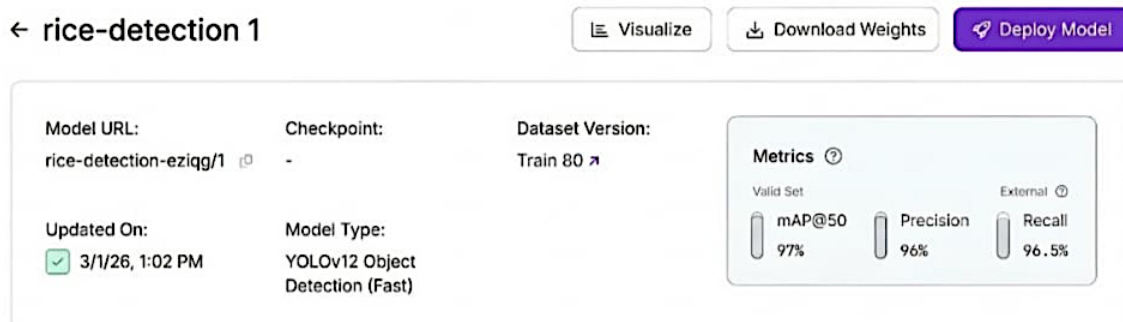 ← rice-detection 1
Visualize
Download Weights
Deploy Model
Model URL:
rice-detection-eziqg/1
Checkpoint:
-
Dataset Version:
Train 80 ↗
Updated On:
3/1/26, 1:02 PM
Model Type:
YOLOv12 Object
Detection (Fast)
Metrics ?
Valid Set
External ?
mAP@50
97%
Precision
96%
Recall
96.5%